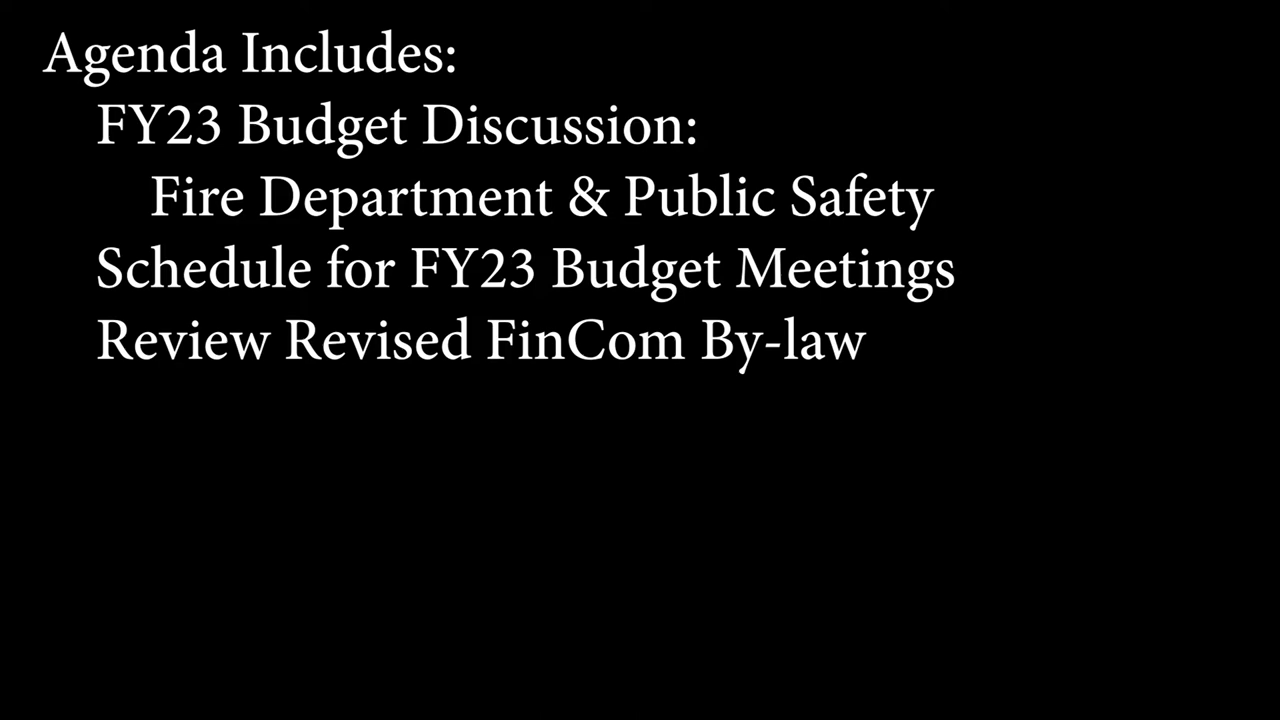 Agenda Includes:
FY23 Budget Discussion:
Fire Department & Public Safety
Schedule for FY23 Budget Meetings
Review Revised FinCom By-law